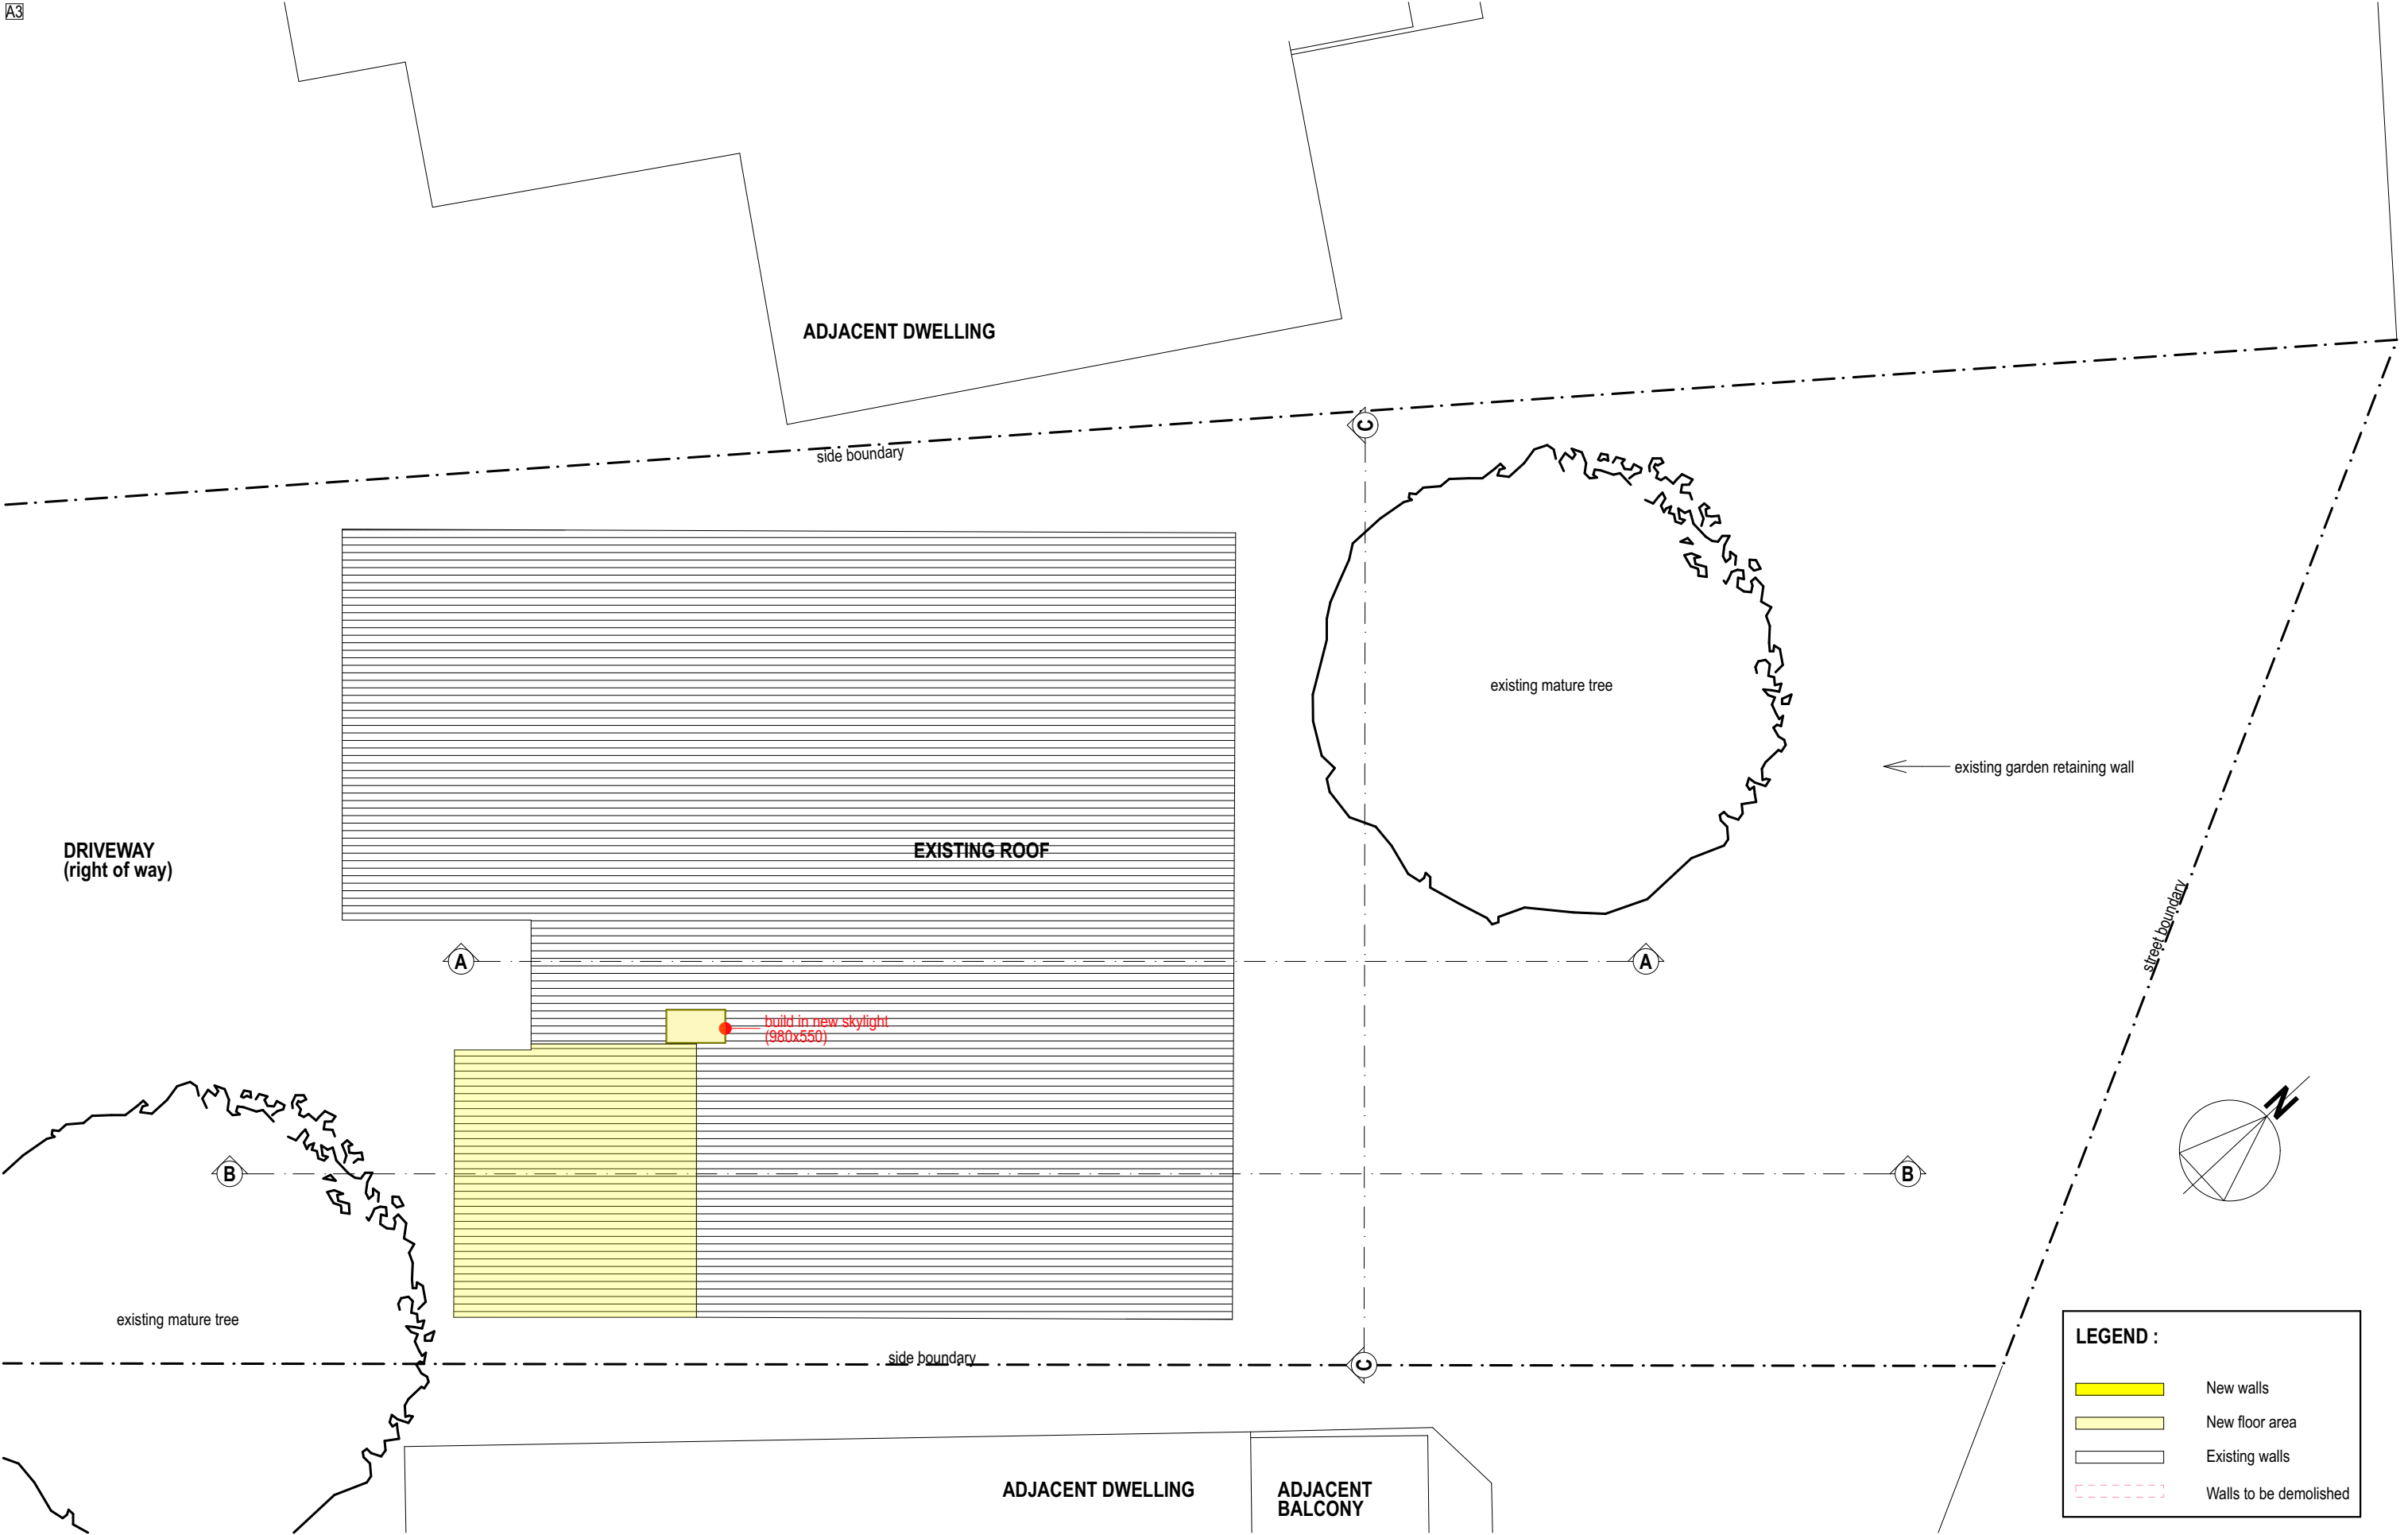 A3
ADJACENT DWELLING
C
side boundary
existing mature tree
existing garden retaining wall
DRIVEWAY
(right of way)
EXISTING ROOF
street boundary
A
A
build in new skylight
(980x550)
N
B
B
existing mature tree
side boundary
C
LEGEND :
New walls
New floor area
Existing walls
Walls to be demolished
ADJACENT DWELLING
ADJACENT
BALCONY